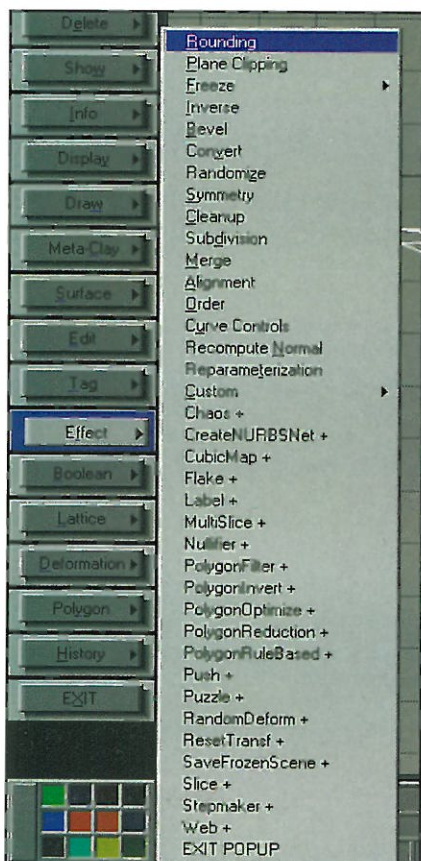 Delete
Show
Info
Display
Draw
Meta-Clay
Surface
Edit
Tag
Effect
Boolean
Lattice
Deformation
Polygon
History
EXIT
Rounding
Plane Clipping
Freeze
Inverse
Bevel
Convert
Randomize
Symmetry
Cleanup
Subdivision
Merge
Alignment
Order
Curve Controls
Recompute Normal
Reparameterization
Custom
Chaos +
CreateNURBSNet +
CubicMap +
Flake +
Label +
MultiSlice +
Nullifier +
PolygonFilter +
PolygonInvert +
PolygonOptimize +
PolygonReduction +
PolygonRuleBased +
Push +
Puzzle +
RandomDeform +
ResetTransf +
SaveFrozenScene +
Slice +
Stepmaker +
Web +
EXIT POPUP